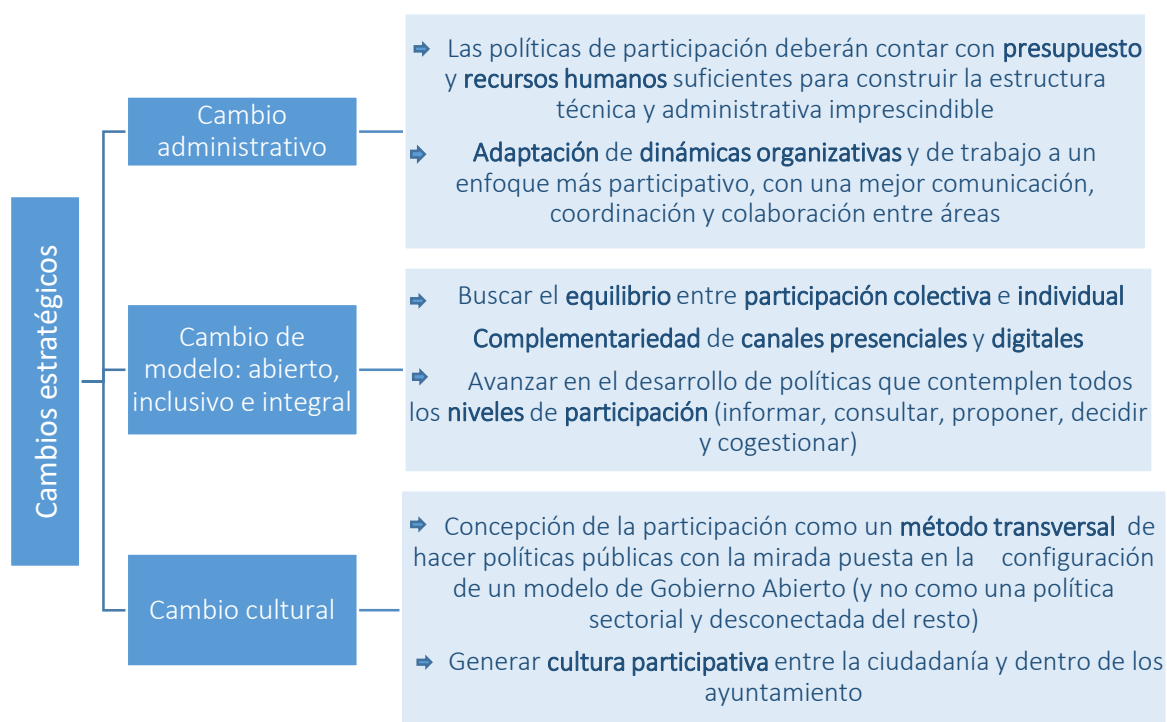 Cambios estratégicos
Cambio
administrativo
Las políticas de participación deberán contar con presupuesto
y recursos humanos suficientes para construir la estructura
técnica y administrativa imprescindible
Adaptación de dinámicas organizativas y de trabajo a un
enfoque más participativo, con una mejor comunicación,
coordinación y colaboración entre áreas
Cambio de
modelo: abierto,
inclusivo e integral
Buscar el equilibrio entre participación colectiva e individual
Complementariedad de canales presenciales y digitales
Avanzar en el desarrollo de políticas que contemplen todos
los niveles de participación (informar, consultar, proponer, decidir
y cogestionar)
Cambio cultural
Concepción de la participación como un método transversal de
hacer políticas públicas con la mirada puesta en la configuración
de un modelo de Gobierno Abierto (y no como una política
sectorial y desconectada del resto)
Generar cultura participativa entre la ciudadanía y dentro de los
ayuntamiento